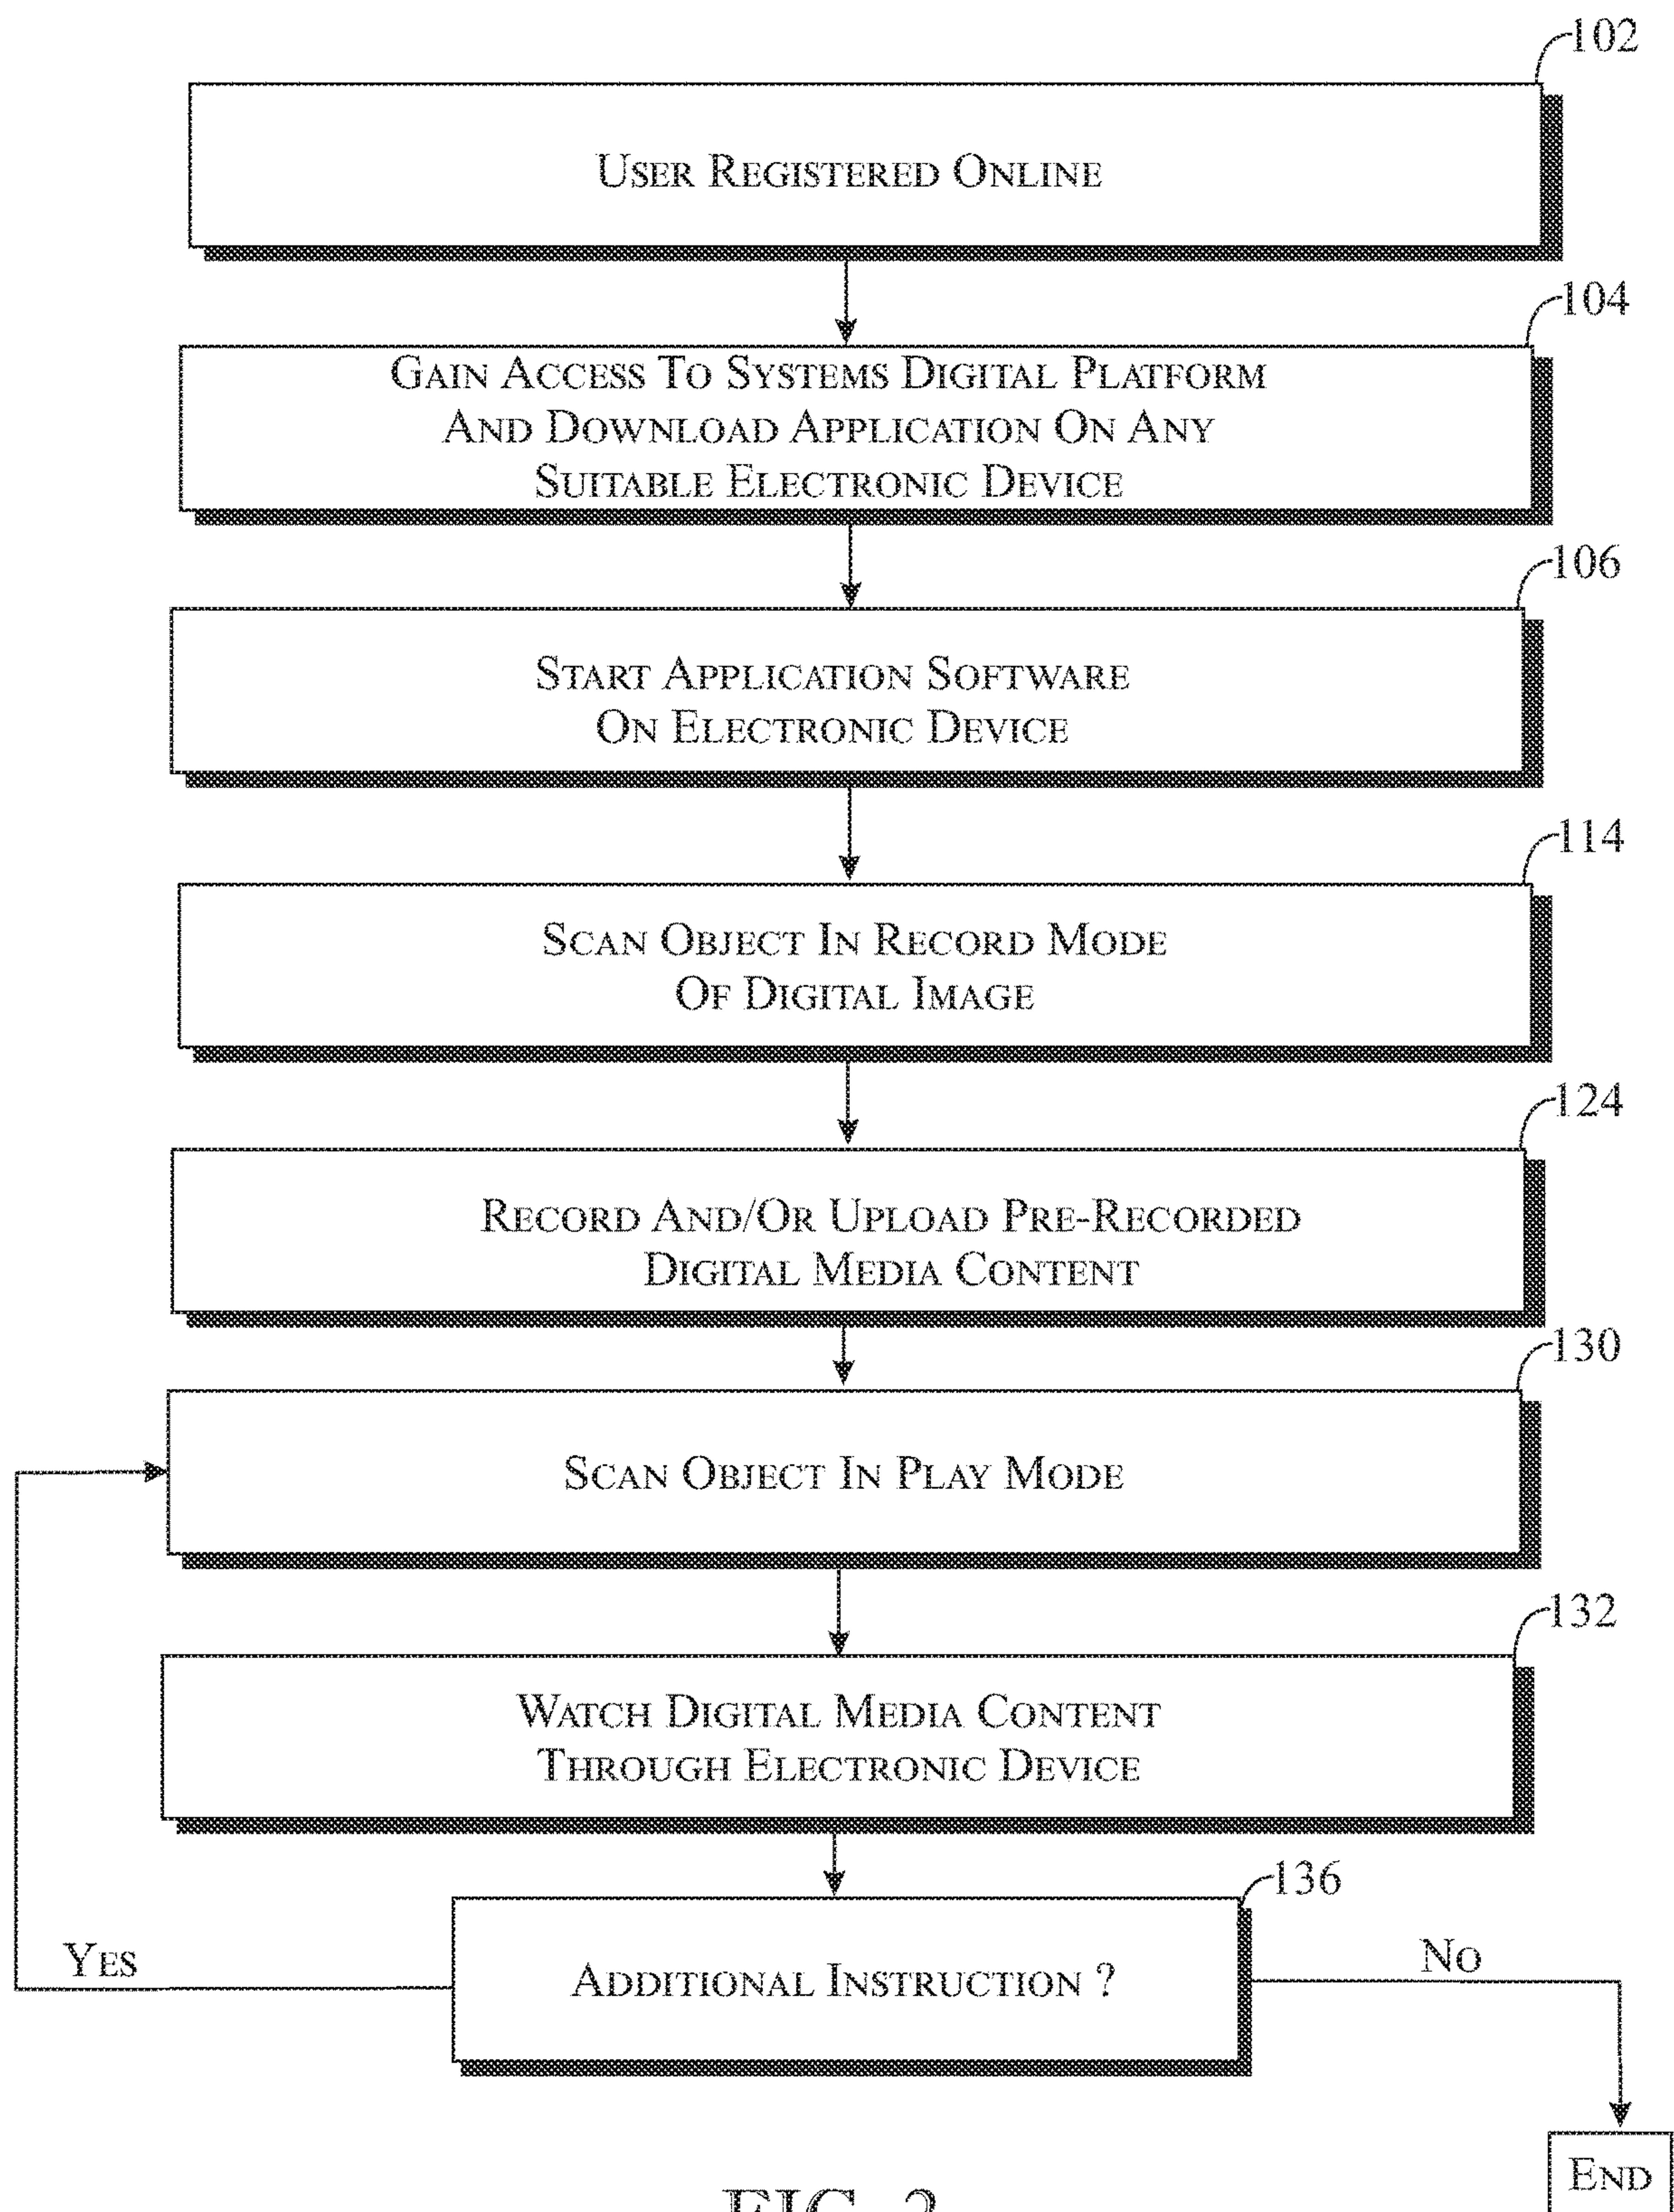 102
USER REGISTERED ONLINE
104
GAIN ACCESS TO SYSTEMS DIGITAL PLATFORM
AND DOWNLOAD APPLICATION ON ANY
SUITABLE ELECTRONIC DEVICE
106
START APPLICATION SOFTWARE
ON ELECTRONIC DEVICE
114
SCAN OBJECT IN RECORD MODE
OF DIGITAL IMAGE
124
RECORD AND/OR UPLOAD PRE-RECORDED
DIGITAL MEDIA CONTENT
130
SCAN OBJECT IN PLAY MODE
132
WATCH DIGITAL MEDIA CONTENT
THROUGH ELECTRONIC DEVICE
136
YES
ADDITIONAL INSTRUCTION ?
NO
END
FIG.